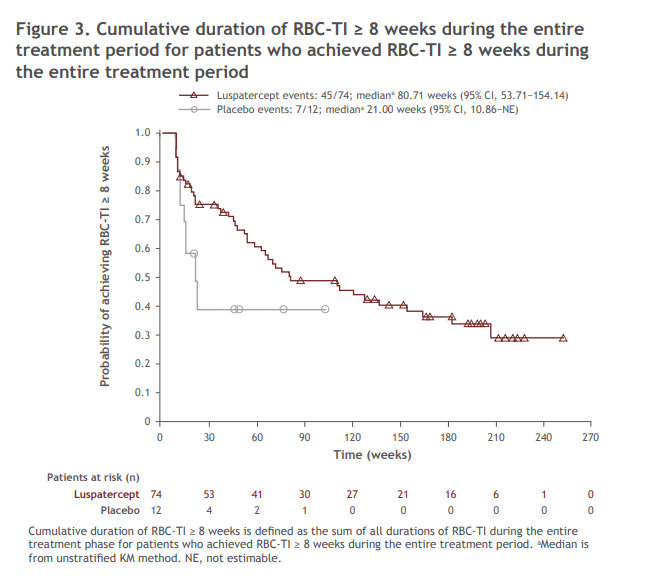 Figure 3. Cumulative duration of RBC-TI ≥ 8 weeks during the entire
treatment period for patients who achieved RBC-TI ≥ 8 weeks during
the entire treatment period
Luspatercept events: 45/74; medianᵃ 80.71 weeks (95% CI, 53.71–154.14)
Placebo events: 7/12; medianᵃ 21.00 weeks (95% CI, 10.86–NE)
Probability of achieving RBC-TI ≥ 8 weeks
1.0
0.9
0.8
0.7
0.6
0.5
0.4
0.3
0.2
0.1
0
0 30 60 90 120 150 180 210 240 270
Time (weeks)
Patients at risk (n)
Luspatercept 74 53 41 30 27 21 16 6 1 0
Placebo 12 4 2 1 0 0 0 0 0 0
Cumulative duration of RBC-TI ≥ 8 weeks is defined as the sum of all durations of RBC-TI during the entire
treatment phase for patients who achieved RBC-TI ≥ 8 weeks during the entire treatment period. ᵃMedian is
from unstratified KM method. NE, not estimable.